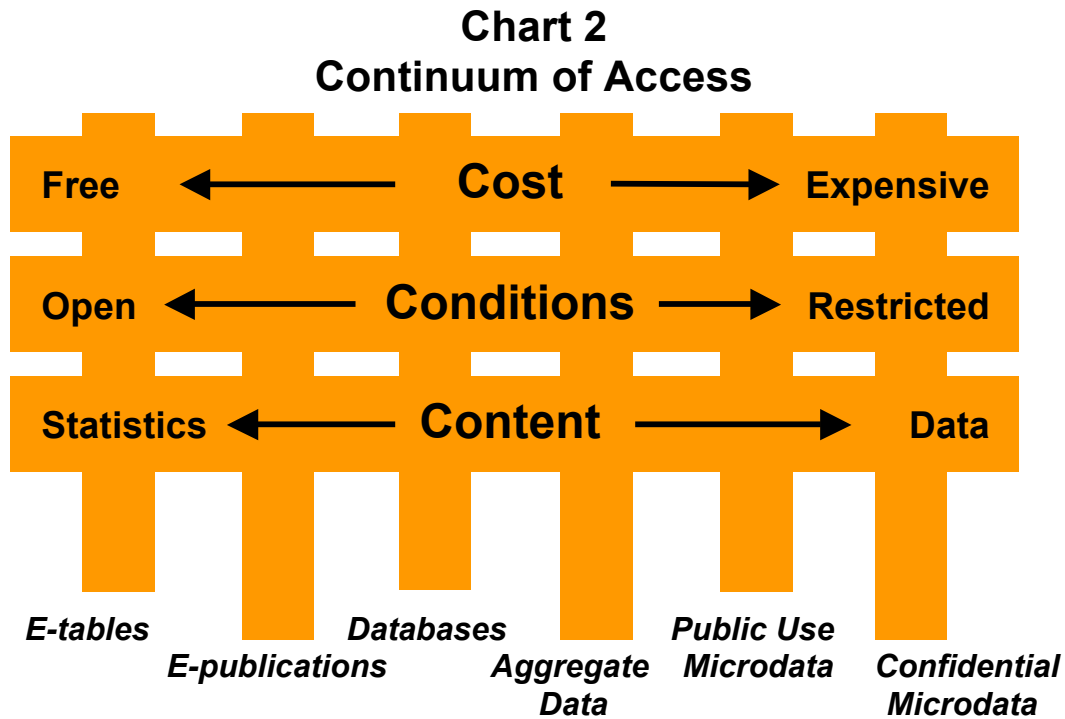 Chart 2
Continuum of Access
Free Cost Expensive
Open Conditions Restricted
Statistics Content Data
E-tables
E-publications
Databases
Aggregate
Data
Public Use
Microdata
Confidential
Microdata